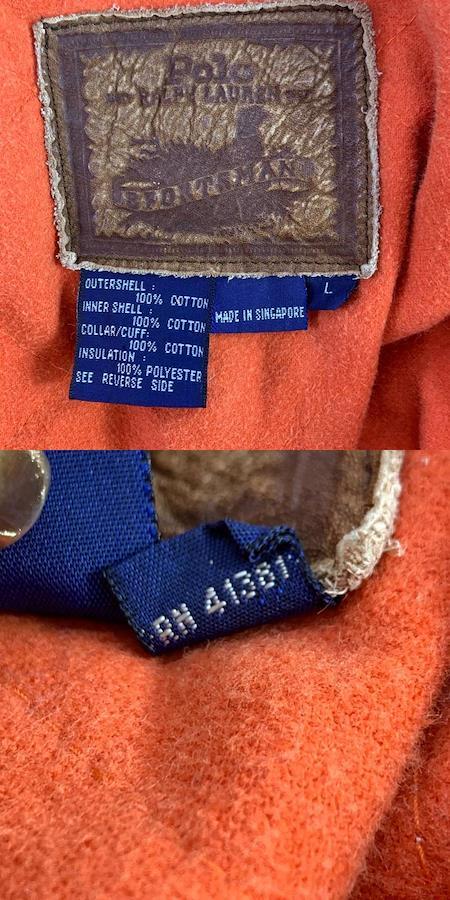 Polo
BY RALPH LAUREN
SPORTSMAN
OUTERSHELL :
100% COTTON
INNER SHELL :
100% COTTON
COLLAR/CUFF:
100% COTTON
INSULATION :
100% POLYESTER
SEE REVERSE SIDE
MADE IN SINGAPORE
L
RN 41381